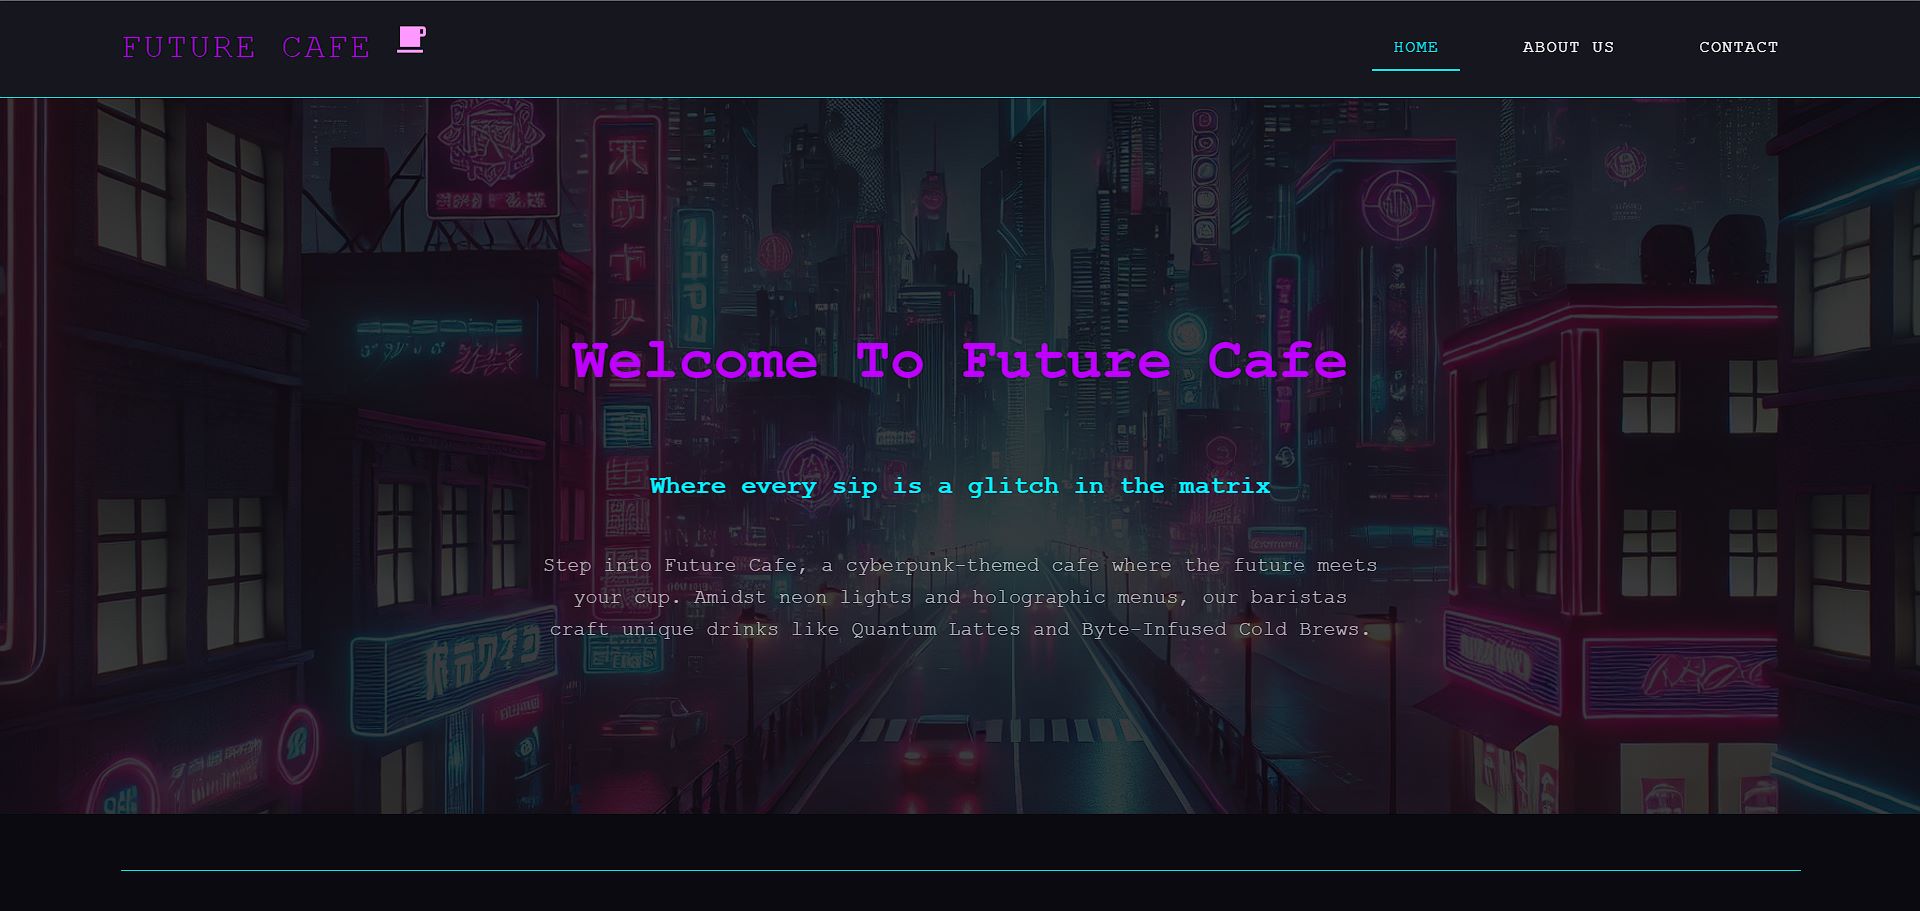 FUTURE CAFE
HOME
ABOUT US
CONTACT
Welcome To Future Cafe
Where every sip is a glitch in the matrix
Step into Future Cafe, a cyberpunk-themed cafe where the future meets
your cup. Amidst neon lights and holographic menus, our baristas
craft unique drinks like Quantum Lattes and Byte-Infused Cold Brews.